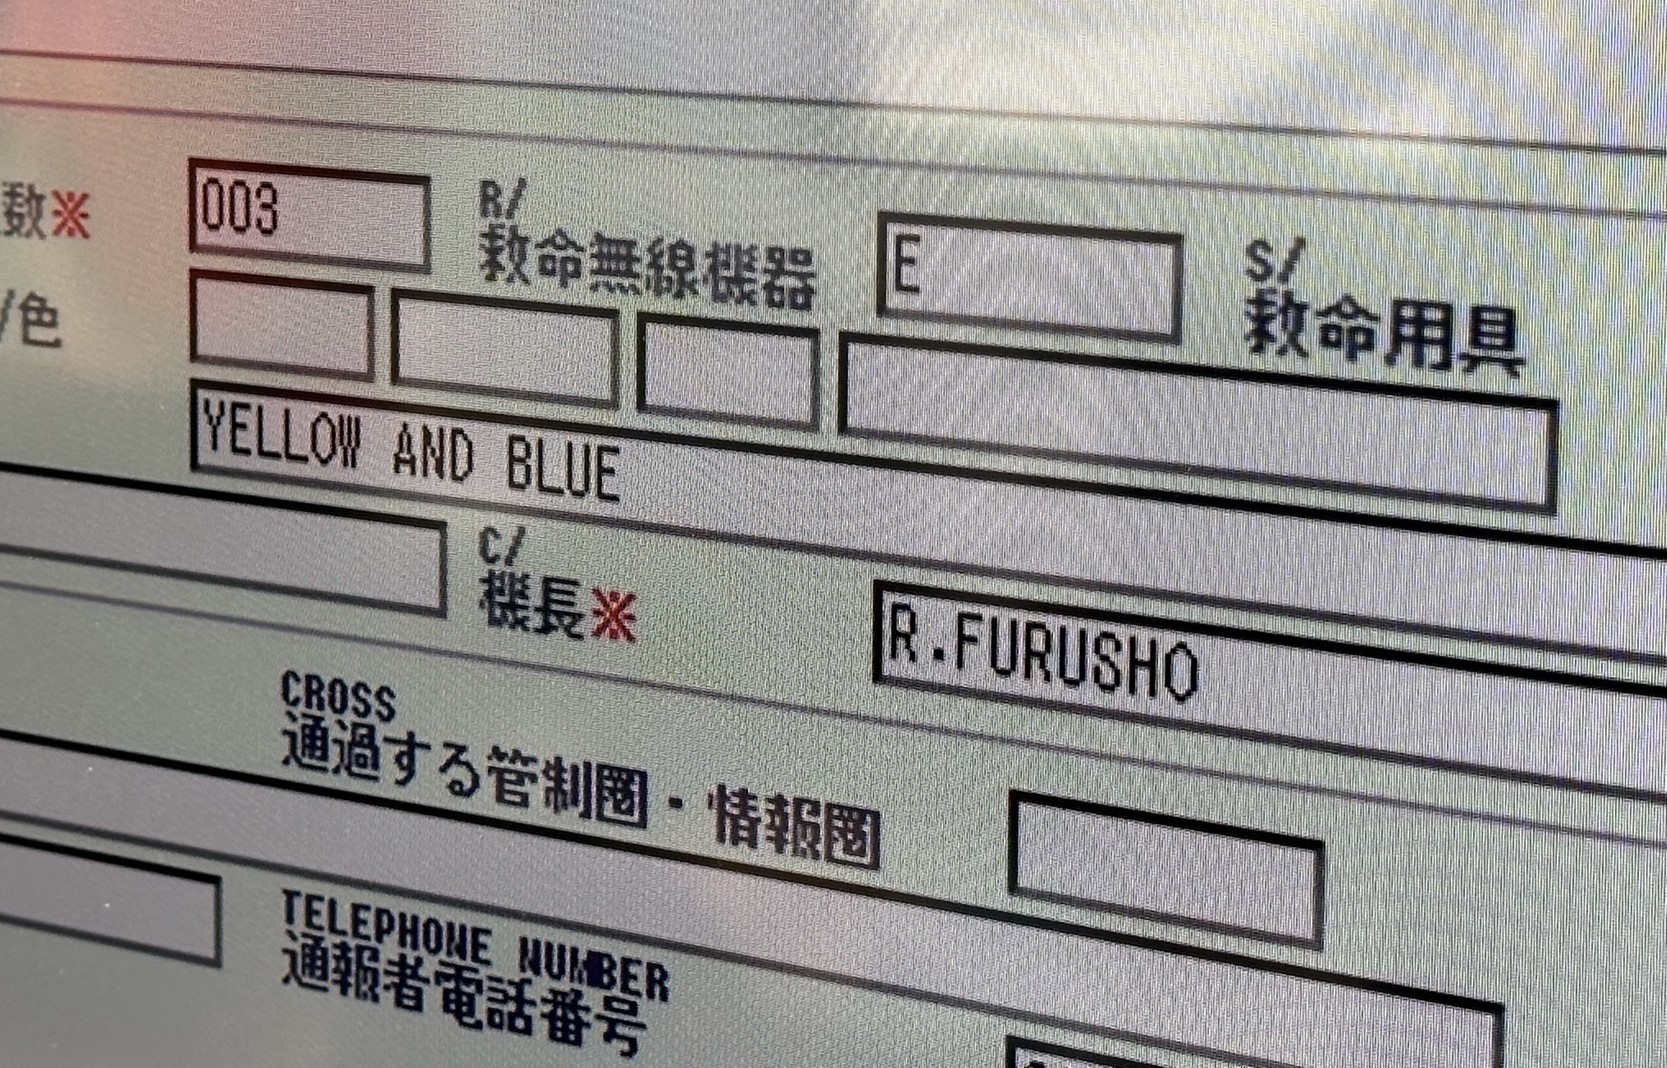 数※
003
R/
救命無線機器
E
S/
救命用具
/色
YELLOW AND BLUE
C/
機長※
R.FURUSHO
CROSS
通過する管制圏・情報圏
TELEPHONE NUMBER
通報者電話番号